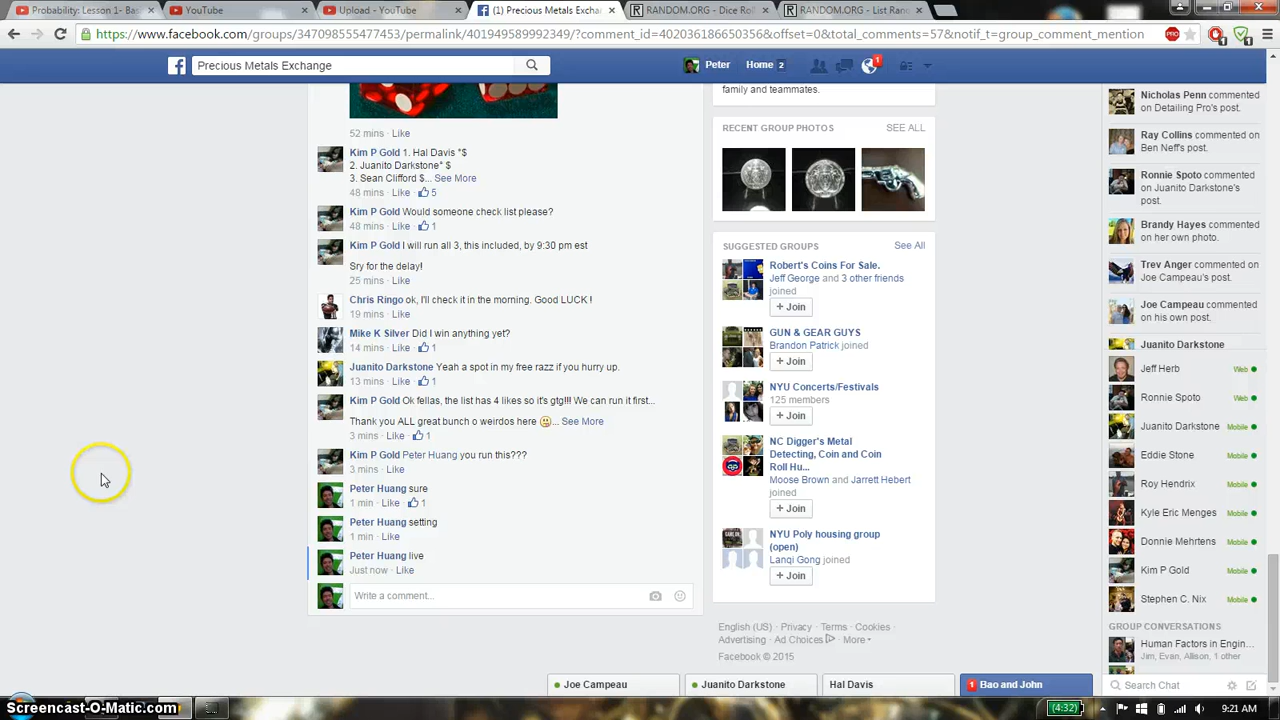 Probability: Lesson 1- Bas
YouTube
Upload - YouTube
(1) Precious Metals Exchan
RANDOM.ORG - Dice Roll
RANDOM.ORG - List Rando
https://www.facebook.com/groups/347098555477453/permalink/401949589992349/?comment_id=402036186650356&offset=0&total_comments=57&notif_t=group_comment_mention
Precious Metals Exchange
Peter
Home 2
1
52 mins · Like
Kim P Gold 1. Hal Davis *$
2. Juanito Darkstone* $
3. Sean Clifford $... See More
48 mins · Like · 5
Kim P Gold Would someone check list please?
48 mins · Like · 1
Kim P Gold I will run all 3, this included, by 9:30 pm est
Sry for the delay!
25 mins · Like
Chris Ringo ok, I'll check it in the morning. Good LUCK !
19 mins · Like
Mike K Silver Did I win anything yet?
14 mins · Like · 1
Juanito Darkstone Yeah a spot in my free razz if you hurry up.
13 mins · Like · 1
Kim P Gold Ok fellas, the list has 4 likes so it's gtg!!! We can run it first...
Thank you ALL great bunch o weirdos here ... See More
3 mins · Like · 1
Kim P Gold Peter Huang you run this???
3 mins · Like
Peter Huang sure
1 min · Like · 1
Peter Huang setting
1 min · Like
Peter Huang live
Just now · Like
Write a comment...
family and teammates.
RECENT GROUP PHOTOS
SEE ALL
SUGGESTED GROUPS
See All
Robert's Coins For Sale.
Jeff George and 3 other friends
joined
+ Join
GUN & GEAR GUYS
Brandon Patrick joined
+ Join
NYU Concerts/Festivals
125 members
+ Join
NC Digger's Metal
Detecting, Coin and Coin
Roll Hu...
Moose Brown and Jarrett Hebert
joined
+ Join
NYU Poly housing group
(open)
Lanqi Gong joined
+ Join
English (US) · Privacy · Terms · Cookies ·
Advertising · Ad Choices · More
Facebook © 2015
Nicholas Penn commented
on Detailing Pro's post.
Ray Collins commented on
Ben Neff's post.
Ronnie Spoto commented
on Juanito Darkstone's
post.
Brandy Hayes commented
on her own photo.
Trev Anger commented on
Joe Campeau's post.
Joe Campeau commented
on his own post.
Juanito Darkstone
Jeff Herb Web
Ronnie Spoto Web
Juanito Darkstone Mobile
Eddie Stone Mobile
Roy Hendrix Mobile
Kyle Eric Menges Mobile
Donnie Mehrtens Mobile
Kim P Gold Mobile
Stephen C. Nix Mobile
GROUP CONVERSATIONS
Human Factors in Engin...
Jim, Evan, Allison, 1 other
Search Chat
Joe Campeau
Juanito Darkstone
Hal Davis
1 Bao and John
Screencast-O-Matic.com
(4:32)
9:21 AM